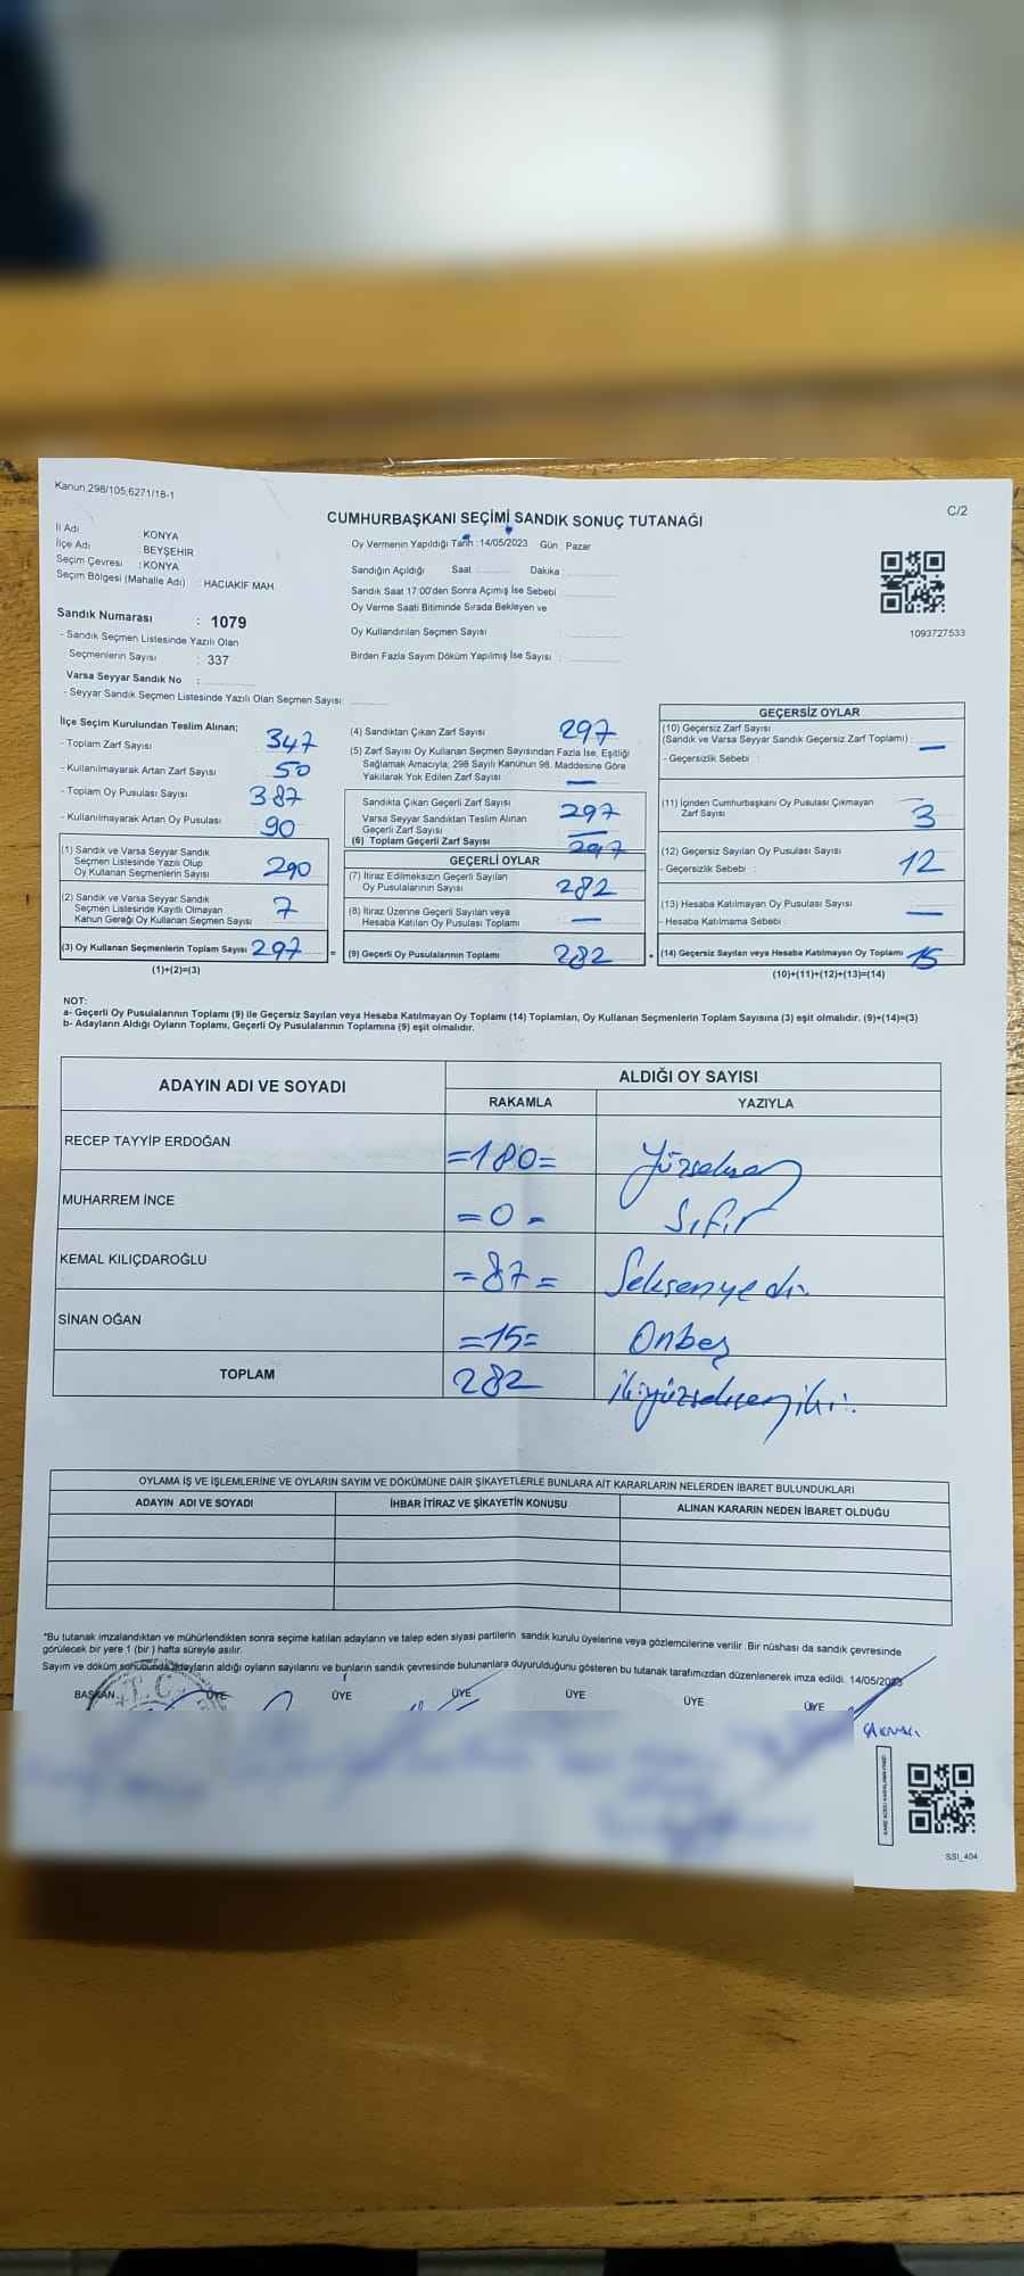 Kanun 298/105,6271/18-1
C/2
CUMHURBAŞKANI SEÇİMİ SANDIK SONUÇ TUTANAĞI
İl Adı KONYA
İlçe Adı BEYŞEHİR
Seçim Çevresi : KONYA
Seçim Bölgesi (Mahalle Adı) : HACIAKİF MAH
Oy Vermenin Yapıldığı Tarih : 14/05/2023 Gün Pazar
Sandığın Açıldığı Saat Dakika
Sandık Saat 17:00'den Sonra Açımış İse Sebebi
Oy Verme Saati Bitiminde Sırada Bekleyen ve
Oy Kullandırılan Seçmen Sayısı
Birden Fazla Sayım Döküm Yapılmış İse Sayısı
1093727533
Sandık Numarası : 1079
- Sandık Seçmen Listesinde Yazılı Olan
Seçmenlerin Sayısı : 337
Varsa Seyyar Sandık No :
- Seyyar Sandık Seçmen Listesinde Yazılı Olan Seçmen Sayısı
İlçe Seçim Kurulundan Teslim Alınan;
- Toplam Zarf Sayısı 347
- Kullanılmayarak Artan Zarf Sayısı 50
- Toplam Oy Pusulası Sayısı 387
- Kullanılmayarak Artan Oy Pusulası 90
(1) Sandık ve Varsa Seyyar Sandık
Seçmen Listesinde Yazılı Olup
Oy Kullanan Seçmenlerin Sayısı 290
(2) Sandık ve Varsa Seyyar Sandık
Seçmen Listesinde Kayıtlı Olmayan
Kanun Gereği Oy Kullanan Seçmen Sayısı 7
(3) Oy Kullanan Seçmenlerin Toplam Sayısı 297
(1)+(2)=(3)
(4) Sandıktan Çıkan Zarf Sayısı 297
(5) Zarf Sayısı Oy Kullanan Seçmen Sayısından Fazla İse, Eşitliği
Sağlamak Amacıyla; 298 Sayılı Kanunun 98. Maddesine Göre
Yakılarak Yok Edilen Zarf Sayısı —
Sandıkta Çıkan Geçerli Zarf Sayısı 297
Varsa Seyyar Sandıktan Teslim Alınan
Geçerli Zarf Sayısı —
(6) Toplam Geçerli Zarf Sayısı 297
GEÇERLİ OYLAR
(7) İtiraz Edilmeksizin Geçerli Sayılan
Oy Pusulalarının Sayısı 282
(8) İtiraz Üzerine Geçerli Sayılan veya
Hesaba Katılan Oy Pusulası Toplamı —
= (9) Geçerli Oy Pusulalarının Toplamı 282
GEÇERSİZ OYLAR
(10) Geçersiz Zarf Sayısı
(Sandık ve Varsa Seyyar Sandık Geçersiz Zarf Toplamı) : —
- Geçersizlik Sebebi :
(11) İçinden Cumhurbaşkanı Oy Pusulası Çıkmayan
Zarf Sayısı 3
(12) Geçersiz Sayılan Oy Pusulası Sayısı 12
- Geçersizlik Sebebi :
(13) Hesaba Katılmayan Oy Pusulası Sayısı —
- Hesaba Katılmama Sebebi
+ (14) Geçersiz Sayılan veya Hesaba Katılmayan Oy Toplamı 15
(10)+(11)+(12)+(13)=(14)
NOT:
a- Geçerli Oy Pusulalarının Toplamı (9) ile Geçersiz Sayılan veya Hesaba Katılmayan Oy Toplamı (14) Toplamları, Oy Kullanan Seçmenlerin Toplam Sayısına (3) eşit olmalıdır. (9)+(14)=(3)
b- Adayların Aldığı Oyların Toplamı, Geçerli Oy Pusulalarının Toplamına (9) eşit olmalıdır.
ADAYIN ADI VE SOYADI ALDIĞI OY SAYISI
RAKAMLA YAZIYLA
RECEP TAYYİP ERDOĞAN =180= Yüzseksen
MUHARREM İNCE =0= Sıfır
KEMAL KILIÇDAROĞLU =87= Seksenyedi
SİNAN OĞAN =15= Onbeş
TOPLAM 282 ikiyüzsekseniki
OYLAMA İŞ VE İŞLEMLERİNE VE OYLARIN SAYIM VE DÖKÜMÜNE DAİR ŞİKAYETLERLE BUNLARA AİT KARARLARIN NELERDEN İBARET BULUNDUKLARI
ADAYIN ADI VE SOYADI İHBAR İTİRAZ VE ŞİKAYETİN KONUSU ALINAN KARARIN NEDEN İBARET OLDUĞU
*Bu tutanak imzalandıktan ve mühürlendikten sonra seçime katılan adayların ve talep eden siyasi partilerin sandık kurulu üyelerine veya gözlemcilerine verilir. Bir nüshası da sandık çevresinde
görülecek bir yere 1 (bir) hafta süreyle asılır.
Sayım ve döküm sonubunda adayların aldığı oyların sayılarını ve bunların sandık çevresinde bulunanlara duyurulduğunu gösteren bu tutanak tarafımızdan düzenlenerek imza edildi. 14/05/2023
BAŞKAN ÜYE ÜYE ÜYE ÜYE ÜYE ÜYE
T.C.
SSI_404